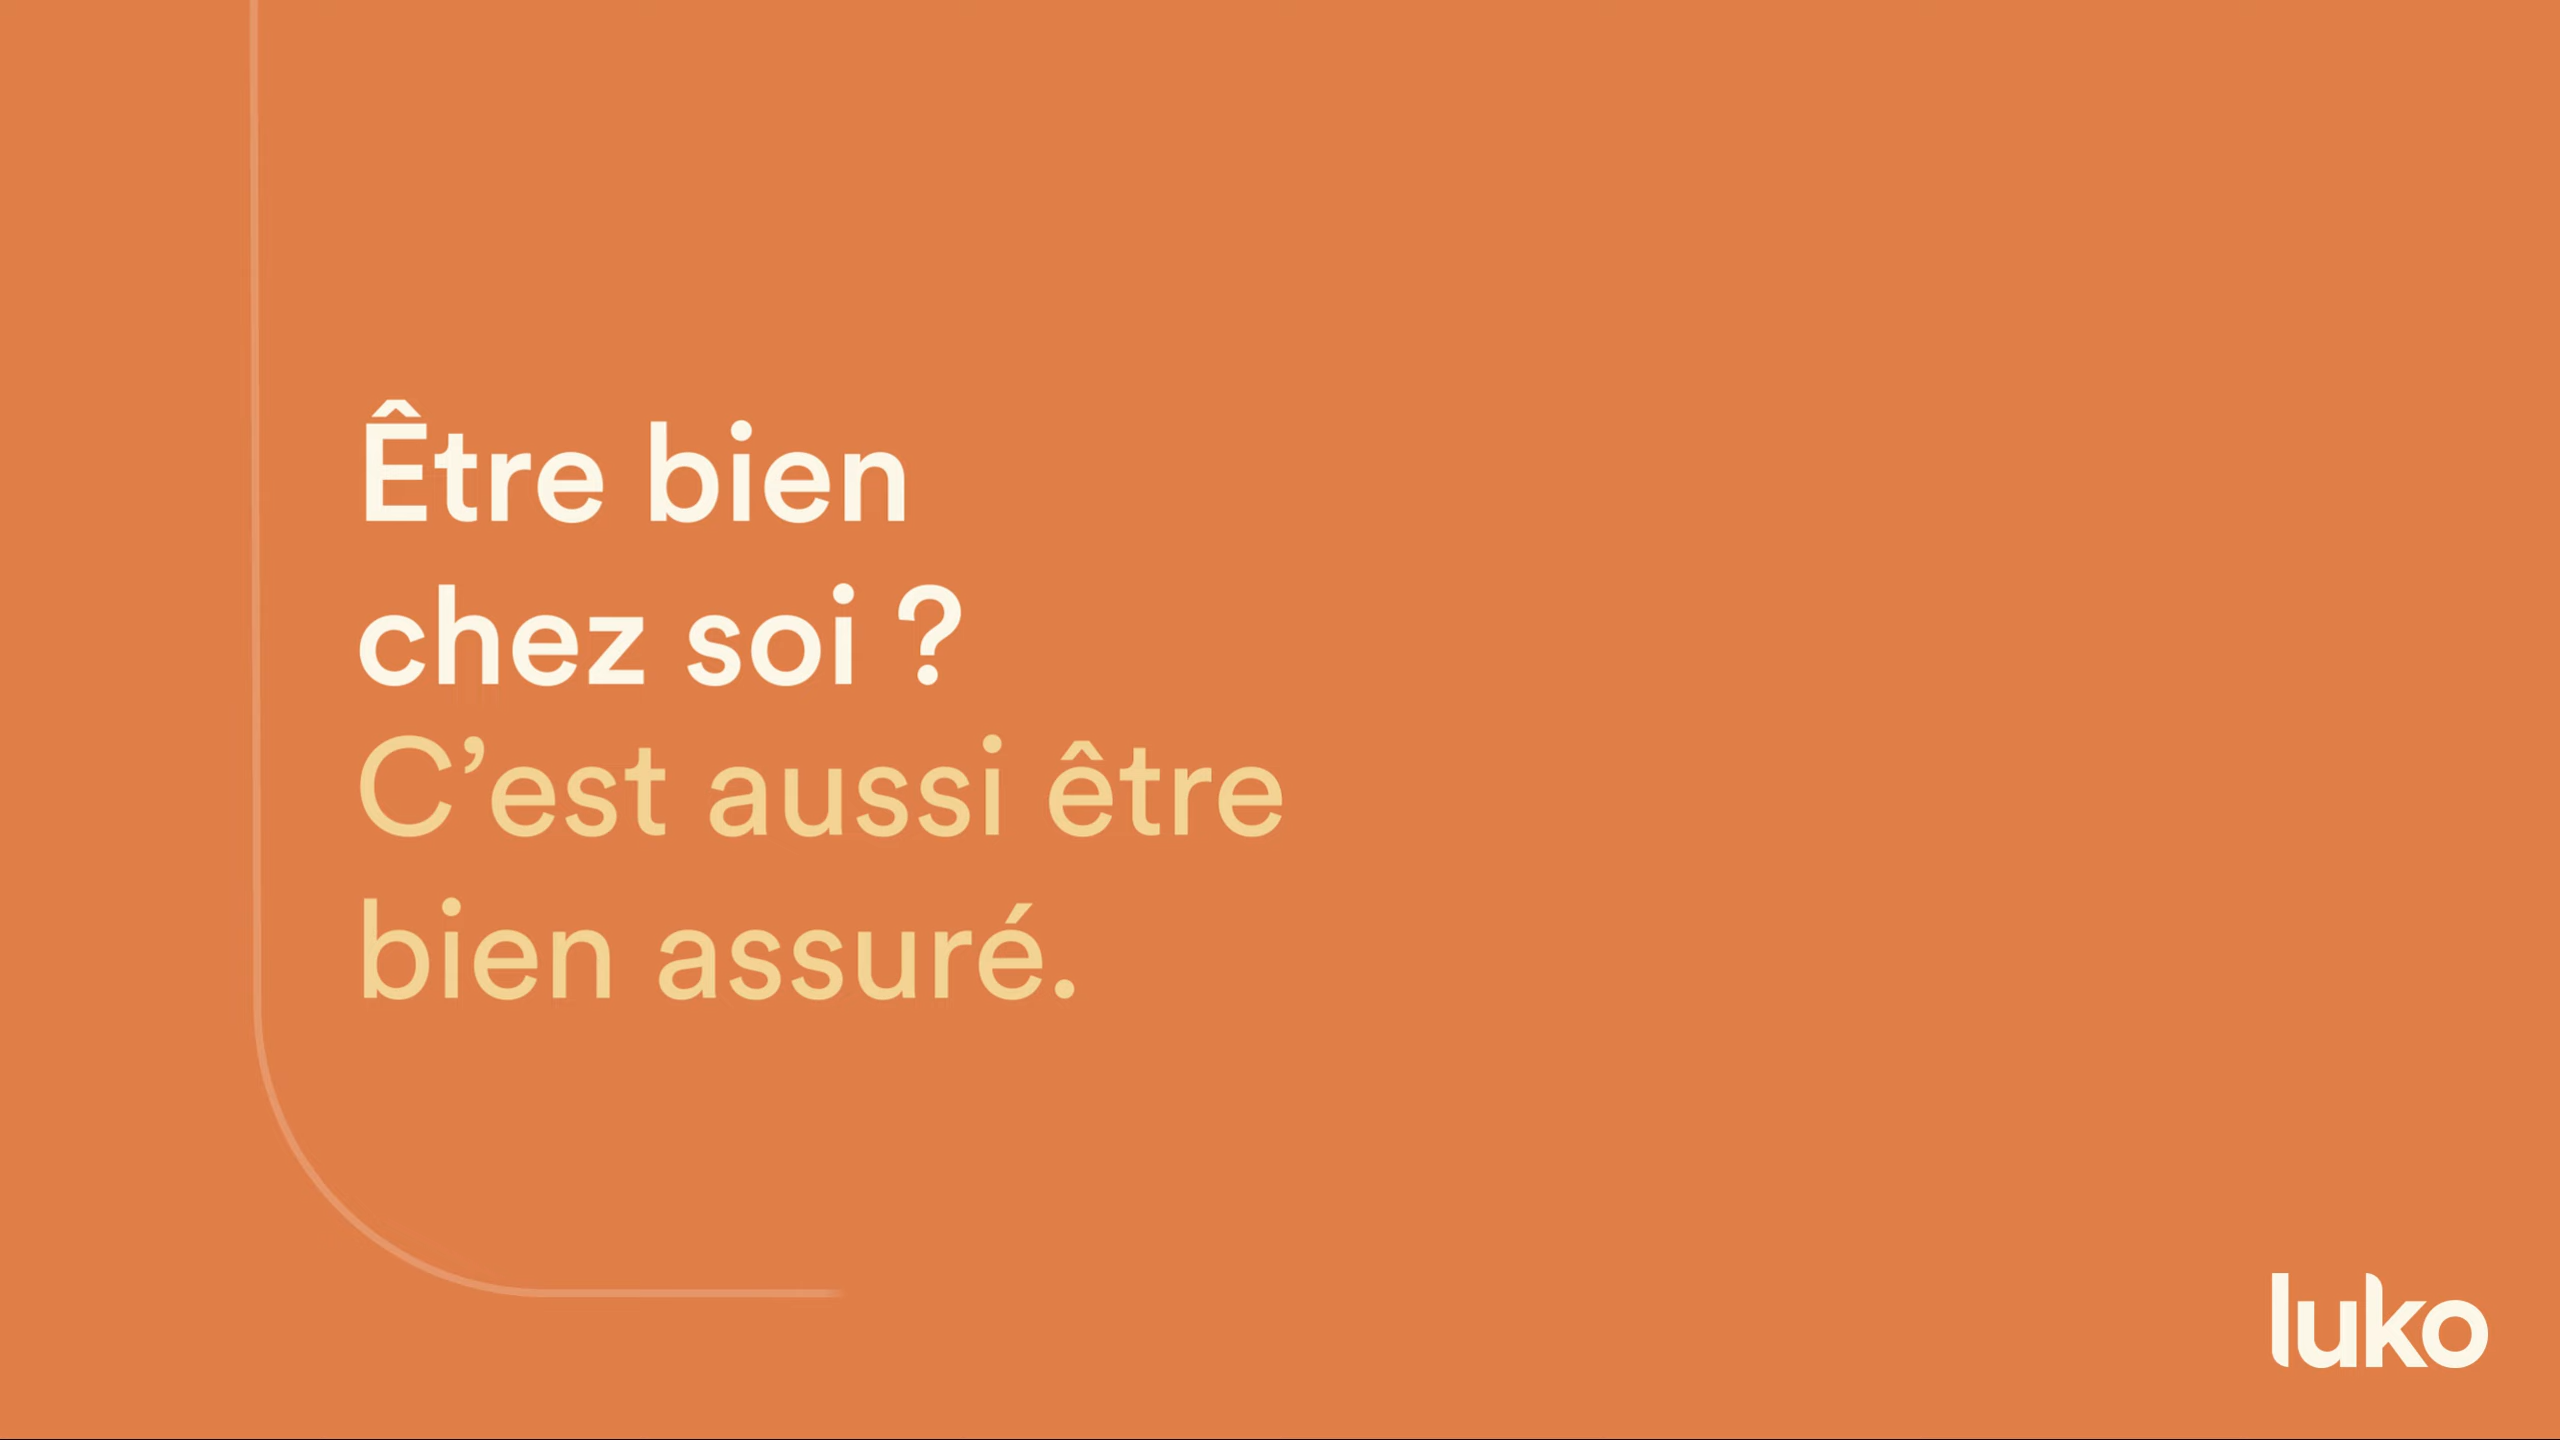 Être bien
chez soi ?
C’est aussi être
bien assuré.
luko